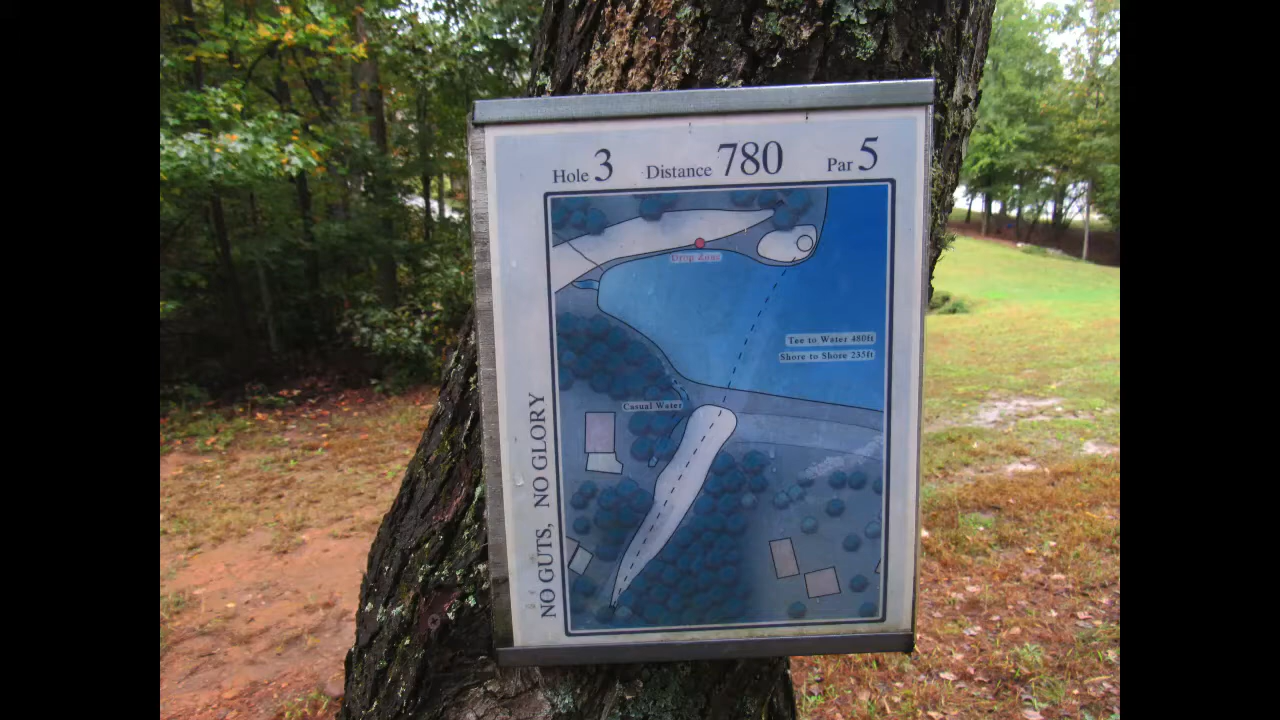 Hole 3 Distance 780 Par 5
Drop Zone
Tee to Water 480ft
Shore to Shore 235ft
Casual Water
NO GUTS, NO GLORY